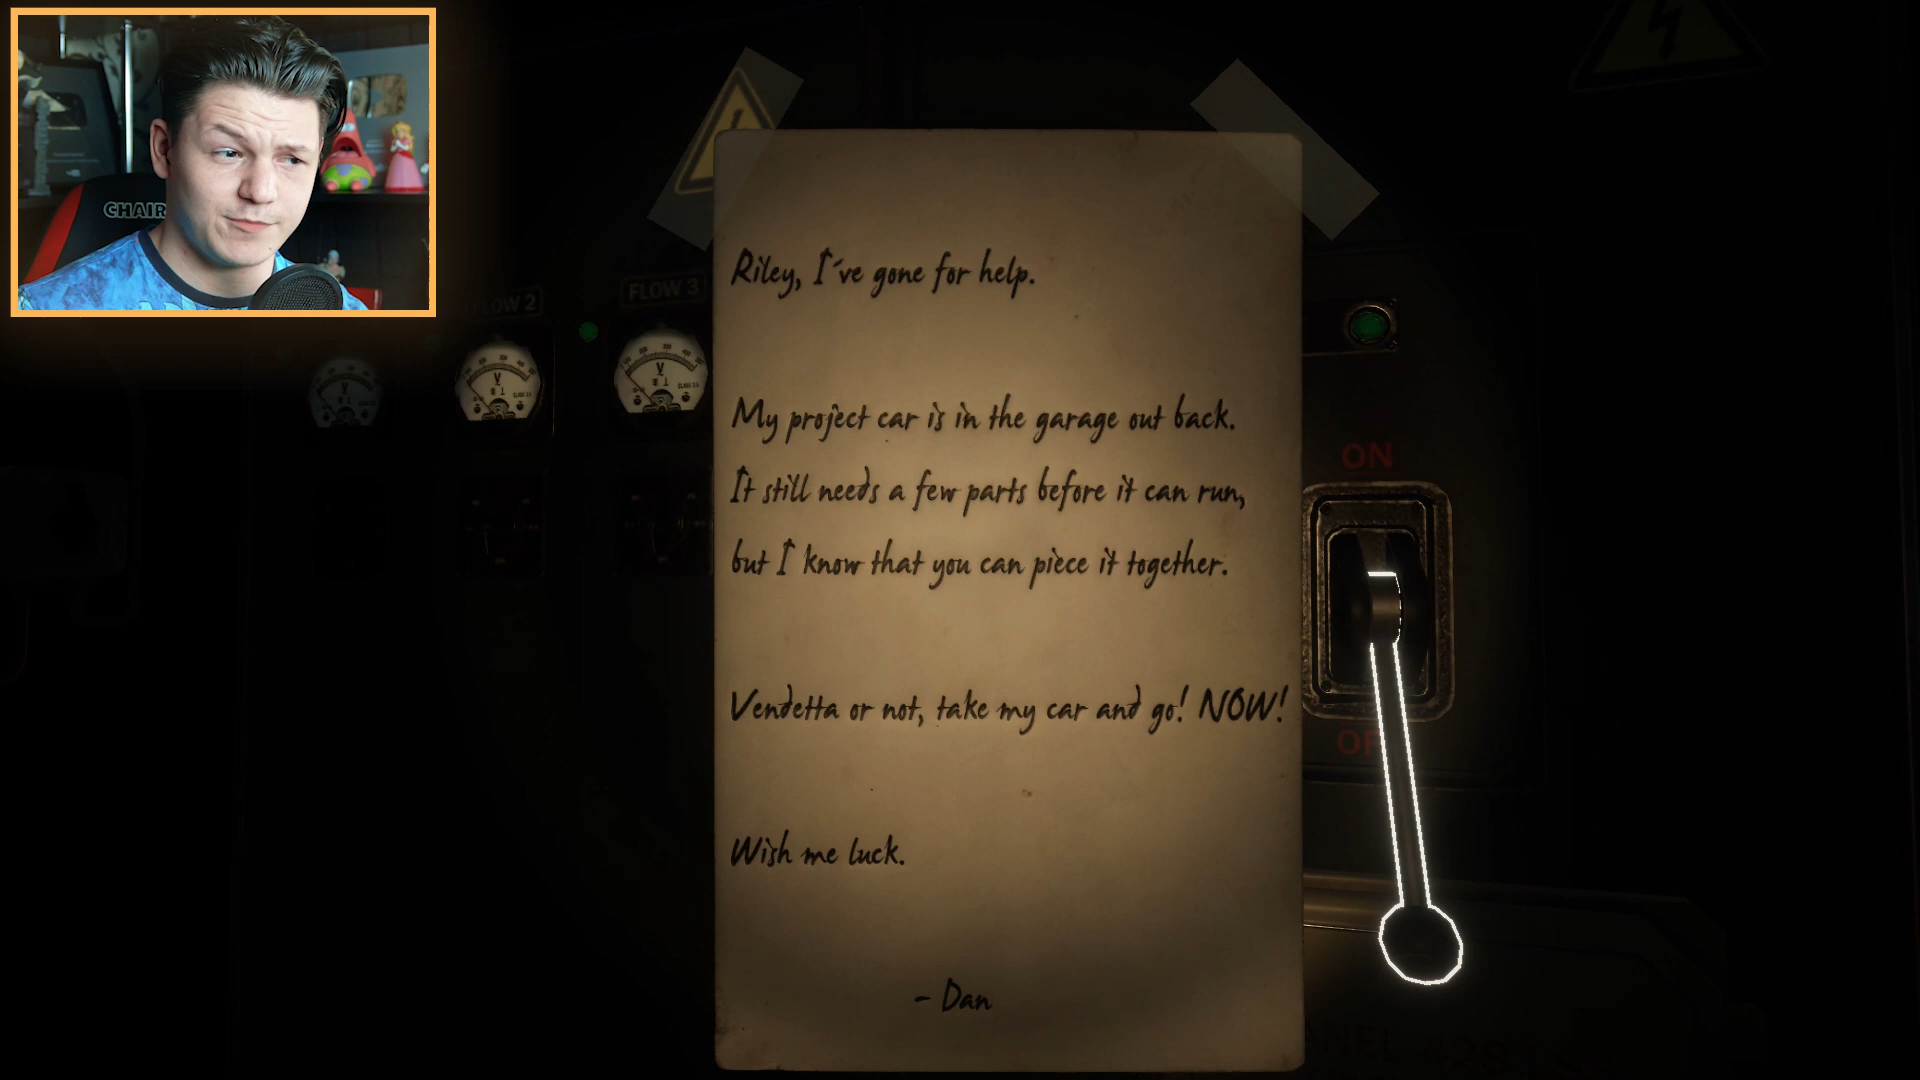 CHAIR
FLOW 2
FLOW 3
Riley, I've gone for help.
My project car is in the garage out back.
It still needs a few parts before it can run,
but I know that you can piece it together.
Vendetta or not, take my car and go! NOW!
Wish me luck.
- Dan
ON